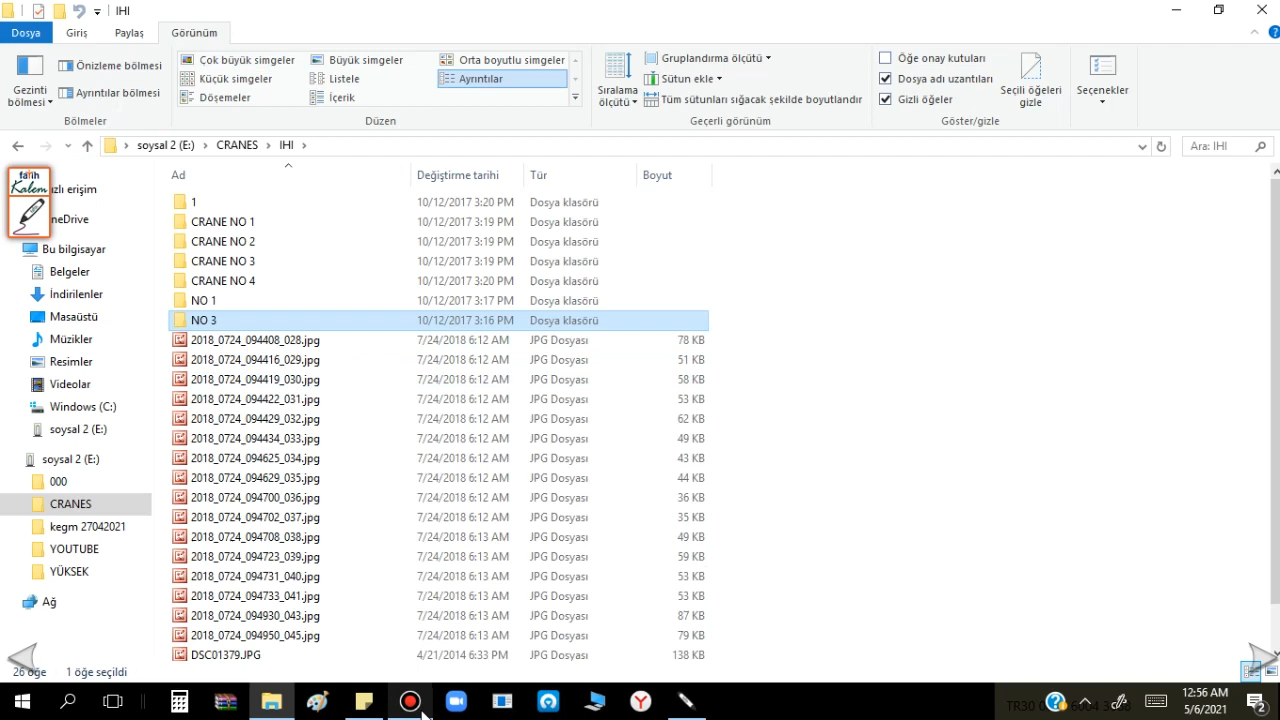 IHI
Dosya Giriş Paylaş Görünüm
Gezinti bölmesi
Önizleme bölmesi
Ayrıntılar bölmesi
Bölmeler
Çok büyük simgeler Büyük simgeler Orta boyutlu simgeler
Küçük simgeler Listele Ayrıntılar
Döşemeler İçerik
Düzen
Sıralama ölçütü
Gruplandırma ölçütü
Sütun ekle
Tüm sütunları sığacak şekilde boyutlandır
Geçerli görünüm
Öğe onay kutuları
Dosya adı uzantıları
Gizli öğeler
Seçili öğeleri gizle
Göster/gizle
Seçenekler
soysal 2 (E:) › CRANES › IHI ›
Ara: IHI
fatih
Kalem
ızlı erişim
neDrive
Bu bilgisayar
Belgeler
İndirilenler
Masaüstü
Müzikler
Resimler
Videolar
Windows (C:)
soysal 2 (E:)
soysal 2 (E:)
000
CRANES
kegm 27042021
YOUTUBE
YÜKSEK
Ağ
Ad Değiştirme tarihi Tür Boyut
1 10/12/2017 3:20 PM Dosya klasörü
CRANE NO 1 10/12/2017 3:19 PM Dosya klasörü
CRANE NO 2 10/12/2017 3:19 PM Dosya klasörü
CRANE NO 3 10/12/2017 3:19 PM Dosya klasörü
CRANE NO 4 10/12/2017 3:20 PM Dosya klasörü
NO 1 10/12/2017 3:17 PM Dosya klasörü
NO 3 10/12/2017 3:16 PM Dosya klasörü
2018_0724_094408_028.jpg 7/24/2018 6:12 AM JPG Dosyası 78 KB
2018_0724_094416_029.jpg 7/24/2018 6:12 AM JPG Dosyası 51 KB
2018_0724_094419_030.jpg 7/24/2018 6:12 AM JPG Dosyası 58 KB
2018_0724_094422_031.jpg 7/24/2018 6:12 AM JPG Dosyası 53 KB
2018_0724_094429_032.jpg 7/24/2018 6:12 AM JPG Dosyası 62 KB
2018_0724_094434_033.jpg 7/24/2018 6:12 AM JPG Dosyası 49 KB
2018_0724_094625_034.jpg 7/24/2018 6:12 AM JPG Dosyası 43 KB
2018_0724_094629_035.jpg 7/24/2018 6:12 AM JPG Dosyası 44 KB
2018_0724_094700_036.jpg 7/24/2018 6:12 AM JPG Dosyası 36 KB
2018_0724_094702_037.jpg 7/24/2018 6:12 AM JPG Dosyası 35 KB
2018_0724_094708_038.jpg 7/24/2018 6:13 AM JPG Dosyası 49 KB
2018_0724_094723_039.jpg 7/24/2018 6:13 AM JPG Dosyası 59 KB
2018_0724_094731_040.jpg 7/24/2018 6:13 AM JPG Dosyası 53 KB
2018_0724_094733_041.jpg 7/24/2018 6:13 AM JPG Dosyası 53 KB
2018_0724_094930_043.jpg 7/24/2018 6:13 AM JPG Dosyası 87 KB
2018_0724_094950_045.jpg 7/24/2018 6:13 AM JPG Dosyası 79 KB
DSC01379.JPG 4/21/2014 6:33 PM JPG Dosyası 138 KB
26 öğe 1 öğe seçildi
12:56 AM
5/6/2021
2